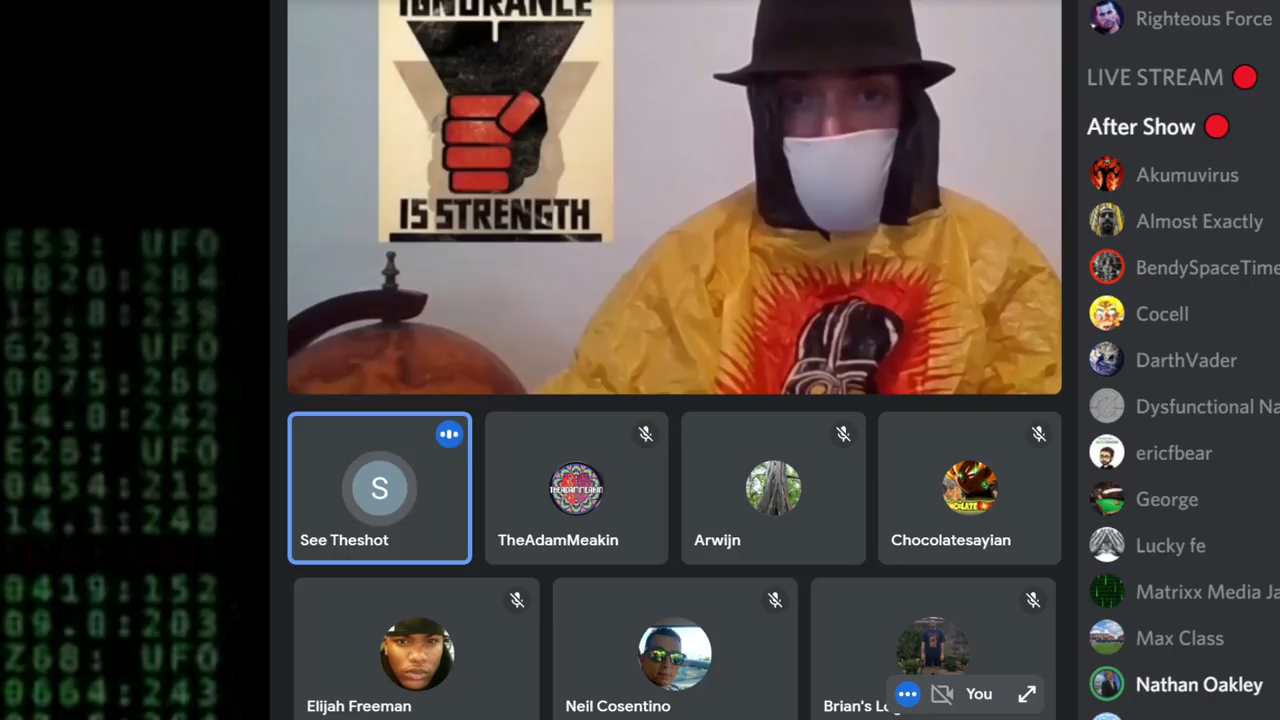 IGNORANCE
IS STRENGTH
E53: UFO
0820:284
15.8:239
G23: UFO
0875:286
14.0:242
E25: UFO
0454:215
14.1:248
0419:152
09.0:203
Z68: UFO
0664:243
S
See Theshot
TheAdamMeakin
Arwijn
Chocolatesayian
Elijah Freeman
Neil Cosentino
Brian's Lo
You
Righteous Force
LIVE STREAM
After Show
Akumuvirus
Almost Exactly
BendySpaceTime
Cocell
DarthVader
Dysfunctional Na
ericfbear
George
Lucky fe
Matrixx Media Ja
Max Class
Nathan Oakley